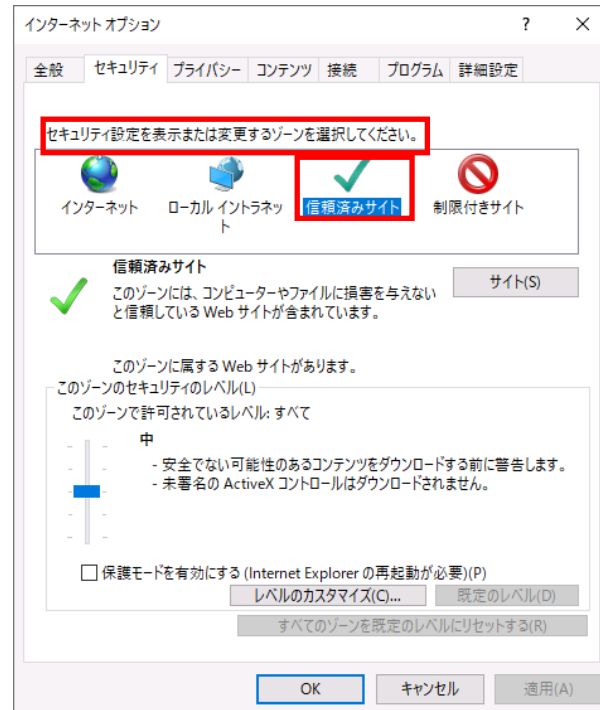 インターネット オプション
?
全般 セキュリティ プライバシー コンテンツ 接続 プログラム 詳細設定
セキュリティ設定を表示または変更するゾーンを選択してください。
インターネット
ローカル イントラネッ
ト
信頼済みサイト
制限付きサイト
信頼済みサイト
このゾーンには、コンピューターやファイルに損害を与えない
と信頼している Web サイトが含まれています。
サイト(S)
このゾーンに属する Web サイトがあります。
このゾーンのセキュリティのレベル(L)
このゾーンで許可されているレベル: すべて
中
- 安全でない可能性のあるコンテンツをダウンロードする前に警告します。
- 未署名の ActiveX コントロールはダウンロードされません。
保護モードを有効にする (Internet Explorer の再起動が必要)(P)
レベルのカスタマイズ(C)... 既定のレベル(D)
すべてのゾーンを既定のレベルにリセットする(R)
OK キャンセル 適用(A)